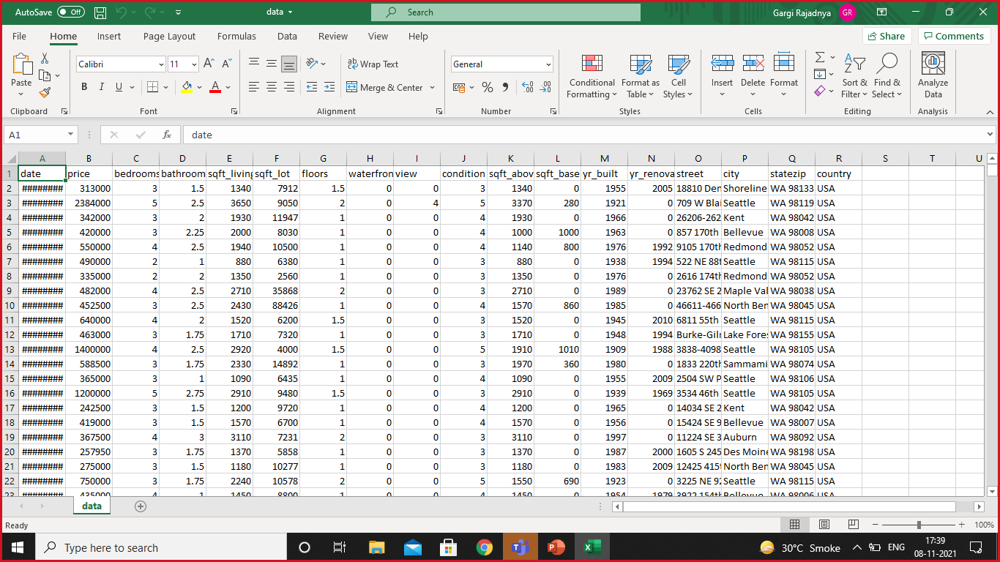 AutoSave Off data Search Gargi Rajadnya GR
File Home Insert Page Layout Formulas Data Review View Help Share Comments
Calibri 11 A A Wrap Text General
Paste B I U A Merge & Center % 9 Conditional Formatting Format as Table Cell Styles Insert Delete Format Sort & Filter Find & Select Analyze Data
Clipboard Font Alignment Number Styles Cells Editing Analysis
A1 fx date
A B C D E F G H I J K L M N O P Q R S T U
1 date price bedrooms bathroom sqft_living sqft_lot floors waterfron view condition sqft_abov sqft_base yr_built yr_renova street city statezip country
2 ######## 313000 3 1.5 1340 7912 1.5 0 0 3 1340 0 1955 2005 18810 Den Shoreline WA 98133 USA
3 ######## 2384000 5 2.5 3650 9050 2 0 4 5 3370 280 1921 0 709 W Blai Seattle WA 98119 USA
4 ######## 342000 3 2 1930 11947 1 0 0 4 1930 0 1966 0 26206-262 Kent WA 98042 USA
5 ######## 420000 3 2.25 2000 8030 1 0 0 4 1000 1000 1963 0 857 170th Bellevue WA 98008 USA
6 ######## 550000 4 2.5 1940 10500 1 0 0 4 1140 800 1976 1992 9105 170th Redmond WA 98052 USA
7 ######## 490000 2 1 880 6380 1 0 0 3 880 0 1938 1994 522 NE 88t Seattle WA 98115 USA
8 ######## 335000 2 2 1350 2560 1 0 0 3 1350 0 1976 0 2616 174th Redmond WA 98052 USA
9 ######## 482000 4 2.5 2710 35868 2 0 0 3 2710 0 1989 0 23762 SE 2 Maple Val WA 98038 USA
10 ######## 452500 3 2.5 2430 88426 1 0 0 4 1570 860 1985 0 46611-466 North Ben WA 98045 USA
11 ######## 640000 4 2 1520 6200 1.5 0 0 3 1520 0 1945 2010 6811 55th Seattle WA 98115 USA
12 ######## 463000 3 1.75 1710 7320 1 0 0 3 1710 0 1948 1994 Burke-Gilr Lake Fores WA 98155 USA
13 ######## 1400000 4 2.5 2920 4000 1.5 0 0 5 1910 1010 1909 1988 3838-4098 Seattle WA 98105 USA
14 ######## 588500 3 1.75 2330 14892 1 0 0 3 1970 360 1980 0 1833 220th Sammami WA 98074 USA
15 ######## 365000 3 1 1090 6435 1 0 0 4 1090 0 1955 2009 2504 SW P Seattle WA 98106 USA
16 ######## 1200000 5 2.75 2910 9480 1.5 0 0 3 2910 0 1939 1969 3534 46th Seattle WA 98105 USA
17 ######## 242500 3 1.5 1200 9720 1 0 0 4 1200 0 1965 0 14034 SE 2 Kent WA 98042 USA
18 ######## 419000 3 1.5 1570 6700 1 0 0 4 1570 0 1956 0 15424 SE 9 Bellevue WA 98007 USA
19 ######## 367500 4 3 3110 7231 2 0 0 3 3110 0 1997 0 11224 SE 3 Auburn WA 98092 USA
20 ######## 257950 3 1.75 1370 5858 1 0 0 3 1370 0 1987 2000 1605 S 245 Des Moine WA 98198 USA
21 ######## 275000 3 1.5 1180 10277 1 0 0 3 1180 0 1983 2009 12425 415t North Ben WA 98045 USA
22 ######## 750000 3 1.75 2240 10578 2 0 0 5 1550 690 1923 0 3225 NE 92 Seattle WA 98115 USA
23 ######## 435000 4 1 1450 8800 1 0 0 4 1450 0 1954 1979 3922 154th Bellevue WA 98006 USA
data
Ready 100%
Type here to search 30°C Smoke ENG 17:39
08-11-2021